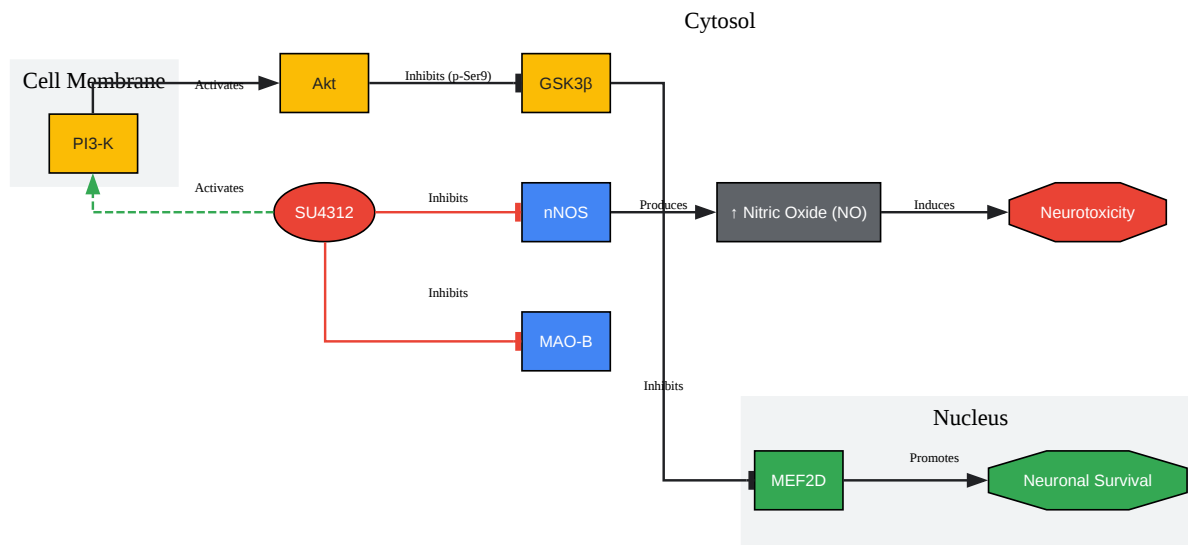 Cytosol
Cell Membrane
Activates
Akt
Inhibits (p-Ser9)
GSK3β
PI3-K
Activates
SU4312
Inhibits
nNOS
Produces
↑ Nitric Oxide (NO)
Induces
Neurotoxicity
Inhibits
MAO-B
Inhibits
Nucleus
MEF2D
Promotes
Neuronal Survival